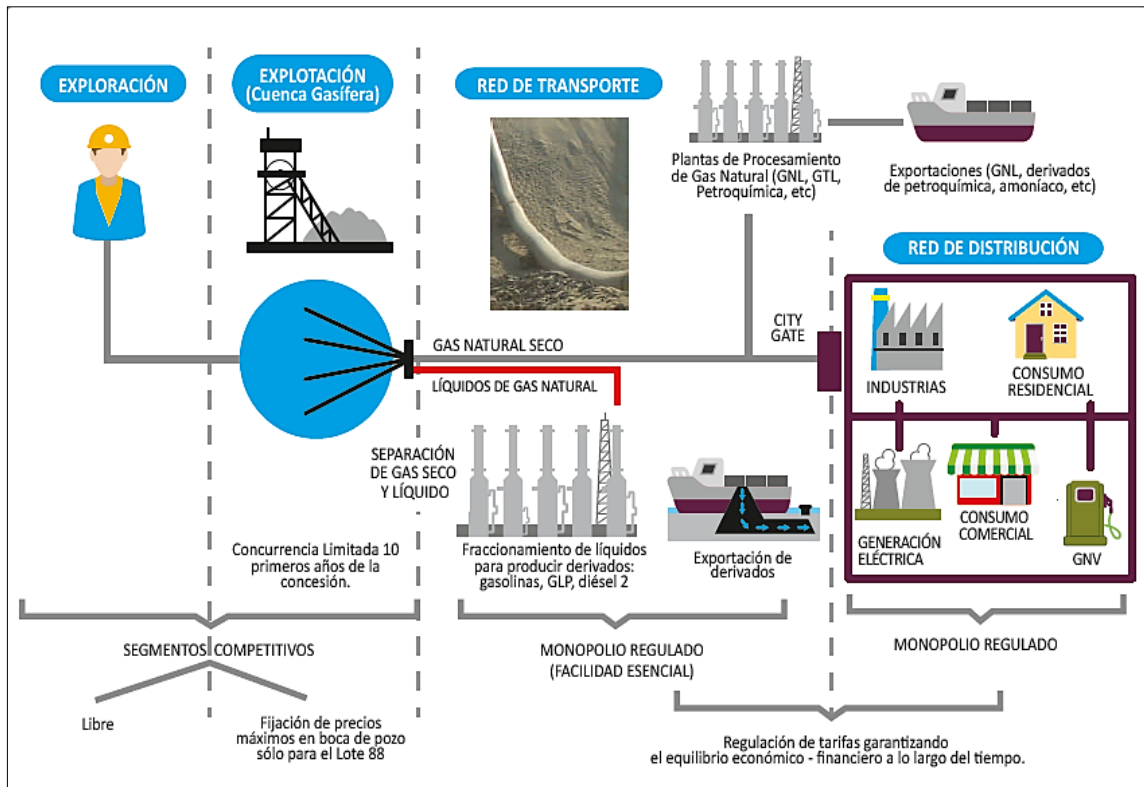 EXPLORACIÓN
EXPLOTACIÓN
(Cuenca Gasífera)
RED DE TRANSPORTE
Plantas de Procesamiento
de Gas Natural (GNL, GTL,
Petroquímica, etc)
Exportaciones (GNL, derivados
de petroquímica, amoníaco, etc)
RED DE DISTRIBUCIÓN
CITY
GATE
GAS NATURAL SECO
LÍQUIDOS DE GAS NATURAL
INDUSTRIAS
CONSUMO
RESIDENCIAL
SEPARACIÓN
DE GAS SECO
Y LÍQUIDO
GENERACIÓN
ELÉCTRICA
CONSUMO
COMERCIAL
GNV
Concurrencia Limitada 10
primeros años de la
concesión.
Fraccionamiento de líquidos
para producir derivados:
gasolinas, GLP, diésel 2
Exportación de
derivados
SEGMENTOS COMPETITIVOS
MONOPOLIO REGULADO
(FACILIDAD ESENCIAL)
MONOPOLIO REGULADO
Libre
Fijación de precios
máximos en boca de pozo
sólo para el Lote 88
Regulación de tarifas garantizando
el equilibrio económico - financiero a lo largo del tiempo.